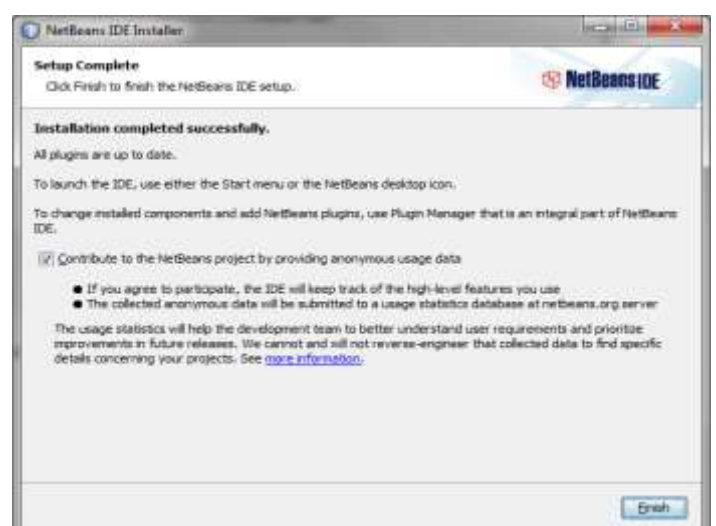 NetBeans IDE Installer
Setup Complete
Click Finish to finish the NetBeans IDE setup.
NetBeans IDE
Installation completed successfully.
All plugins are up to date.
To launch the IDE, use either the Start menu or the NetBeans desktop icon.
To change installed components and add NetBeans plugins, use Plugin Manager that is an integral part of NetBeans
IDE.
Contribute to the NetBeans project by providing anonymous usage data
● If you agree to participate, the IDE will keep track of the high-level features you use
● The collected anonymous data will be submitted to a usage statistics database at netbeans.org server
The usage statistics will help the development team to better understand user requirements and prioritize
improvements in future releases. We cannot and will not reverse-engineer that collected data to find specific
details concerning your projects. See more information.
Finish